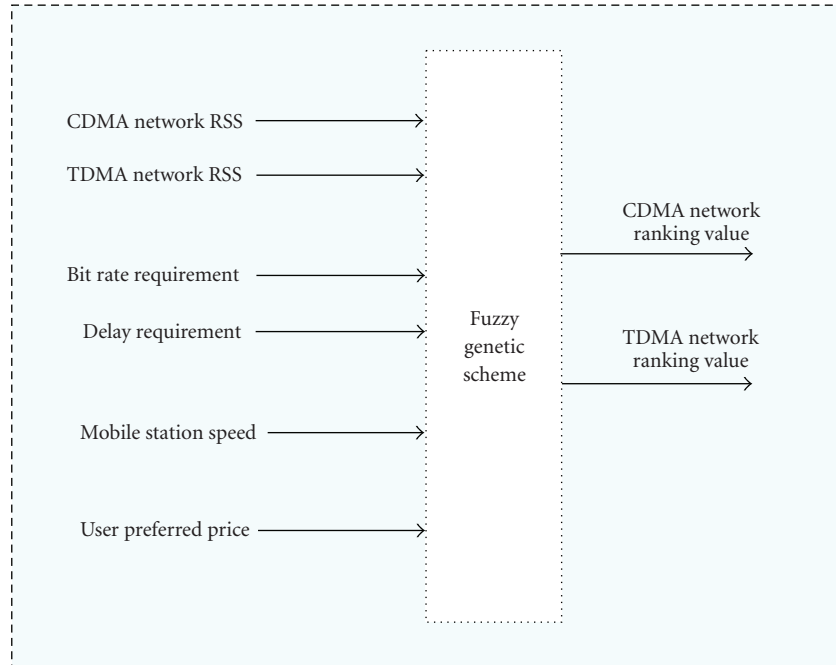 CDMA network RSS
TDMA network RSS
Bit rate requirement
Delay requirement
Mobile station speed
User preferred price
Fuzzy
genetic
scheme
CDMA network
ranking value
TDMA network
ranking value